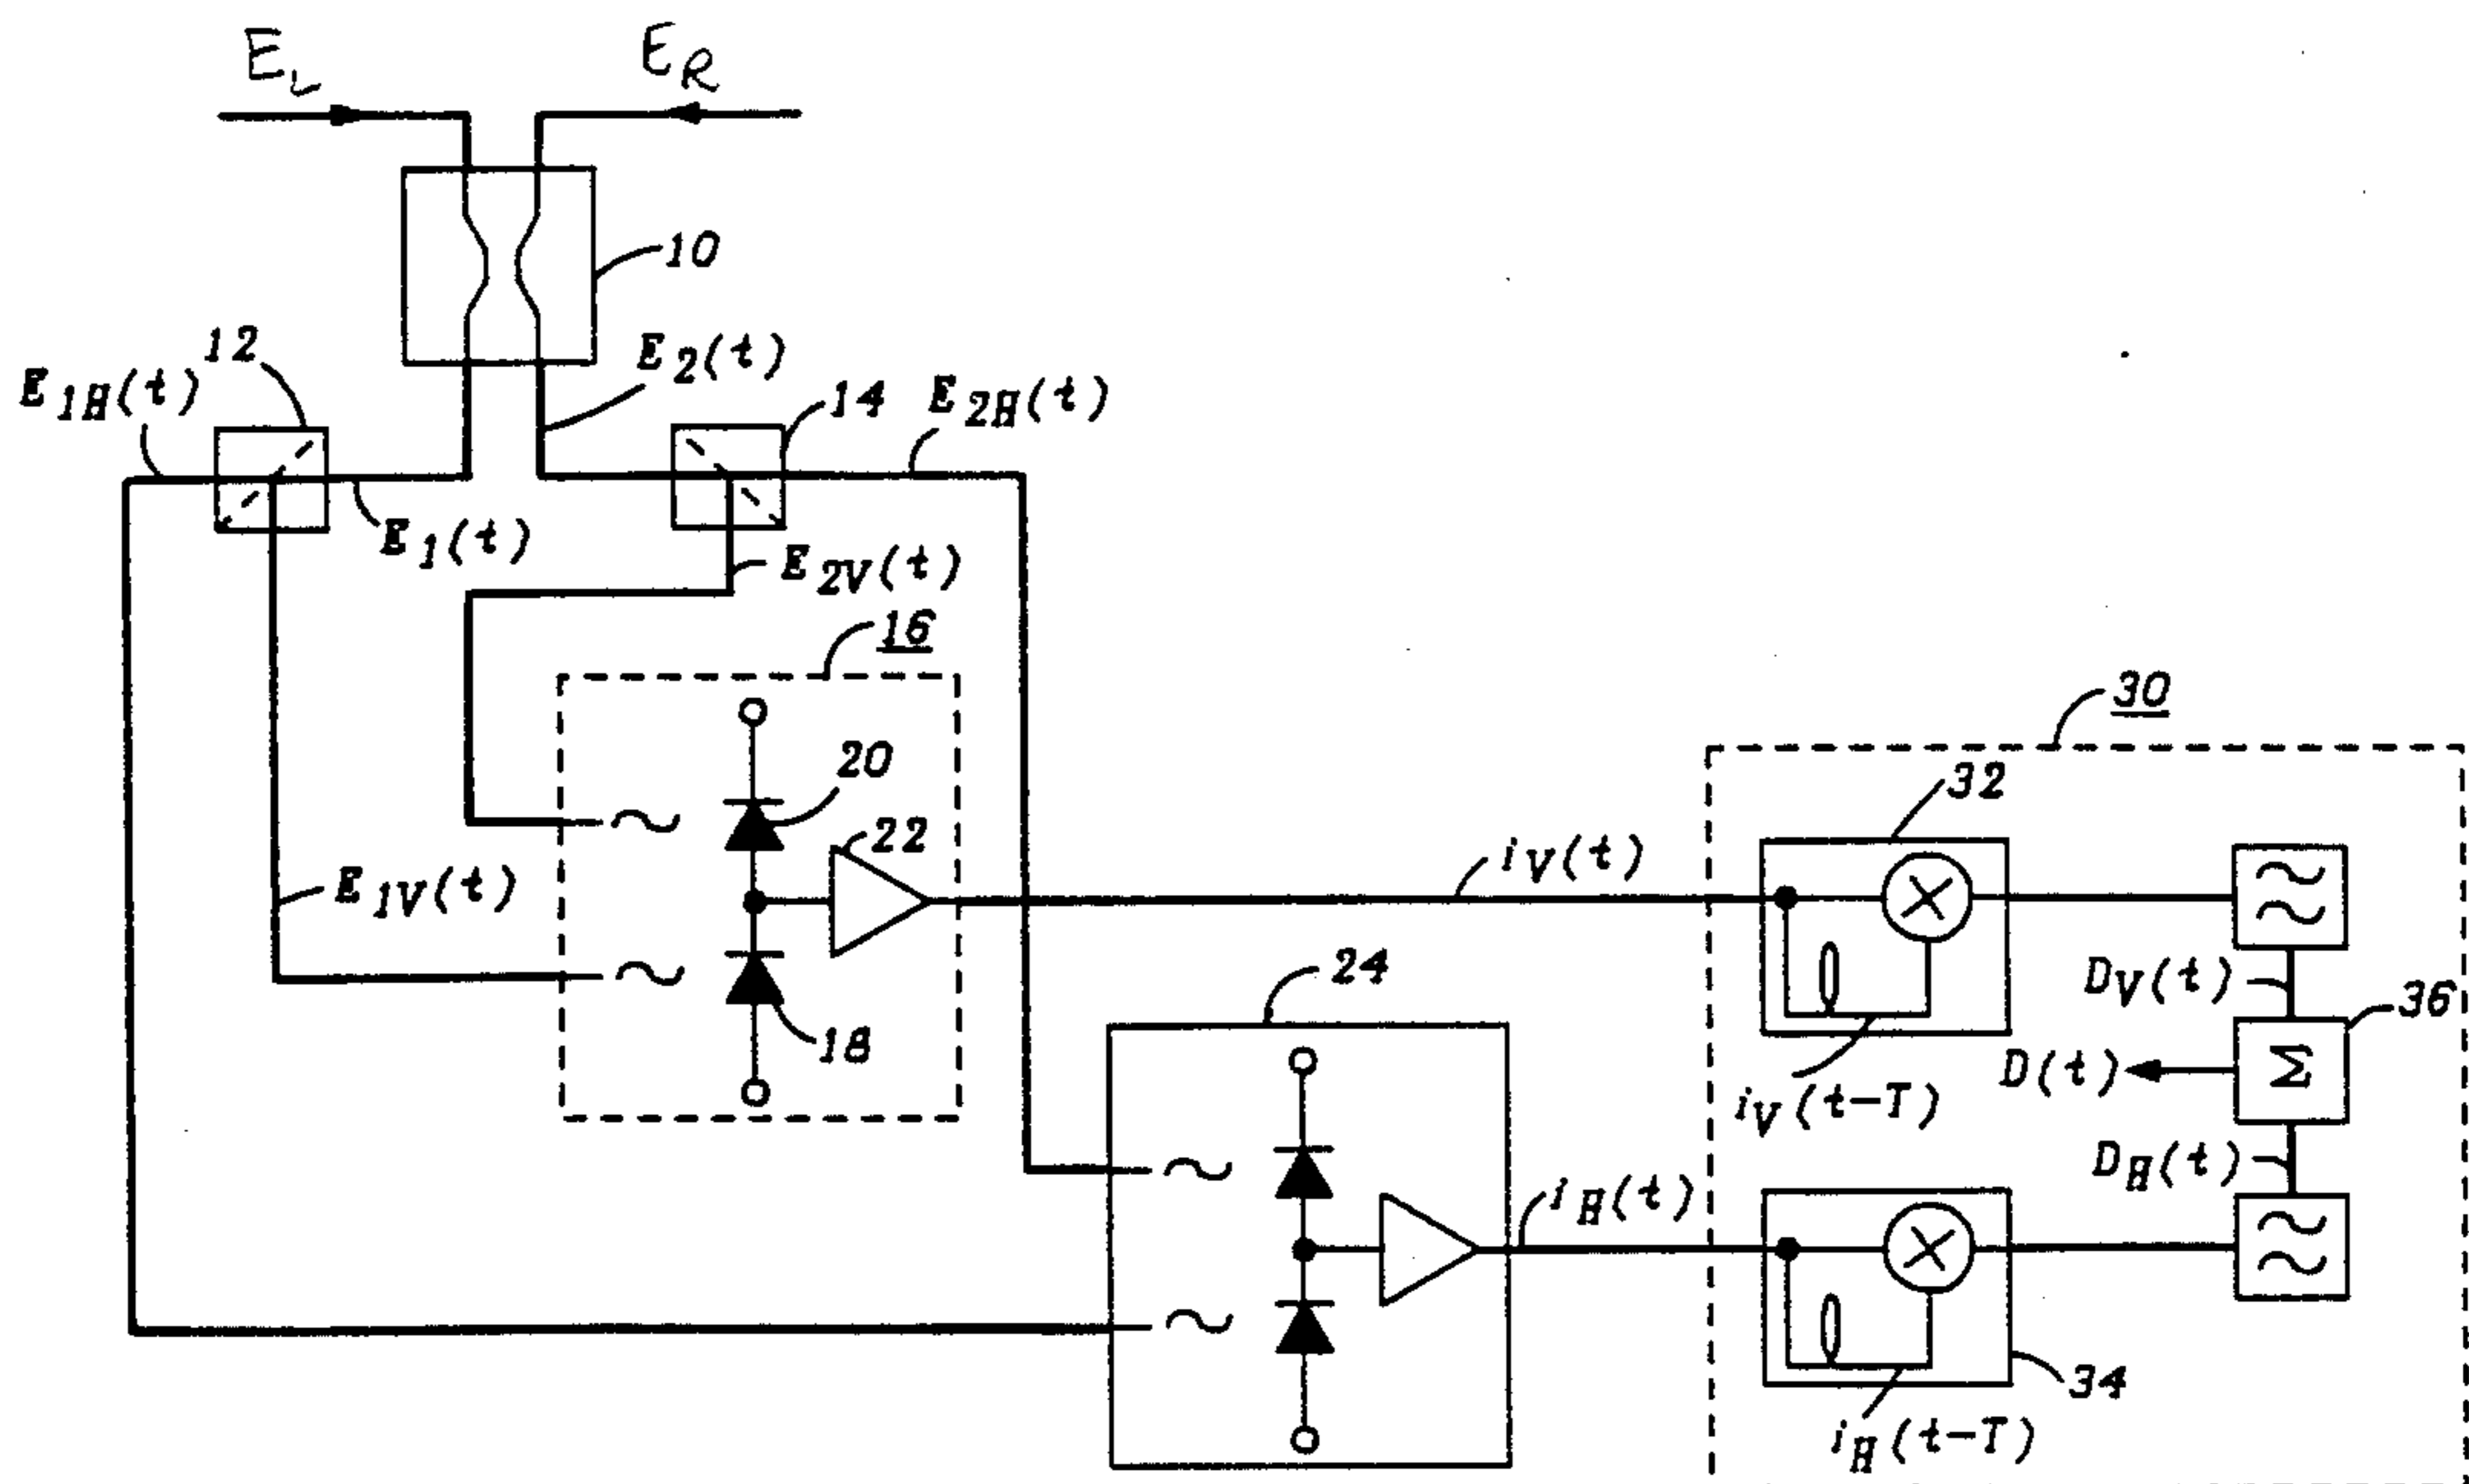 E_L
E_R
10
12
E_1H(t)
E_2(t)
14
E_2H(t)
E_1(t)
E_2V(t)
16
30
20
32
22
i_V(t)
E_1V(t)
24
D_V(t)
36
18
D(t)
Σ
i_V(t-T)
D_H(t)
i_H(t)
34
i_H(t-T)